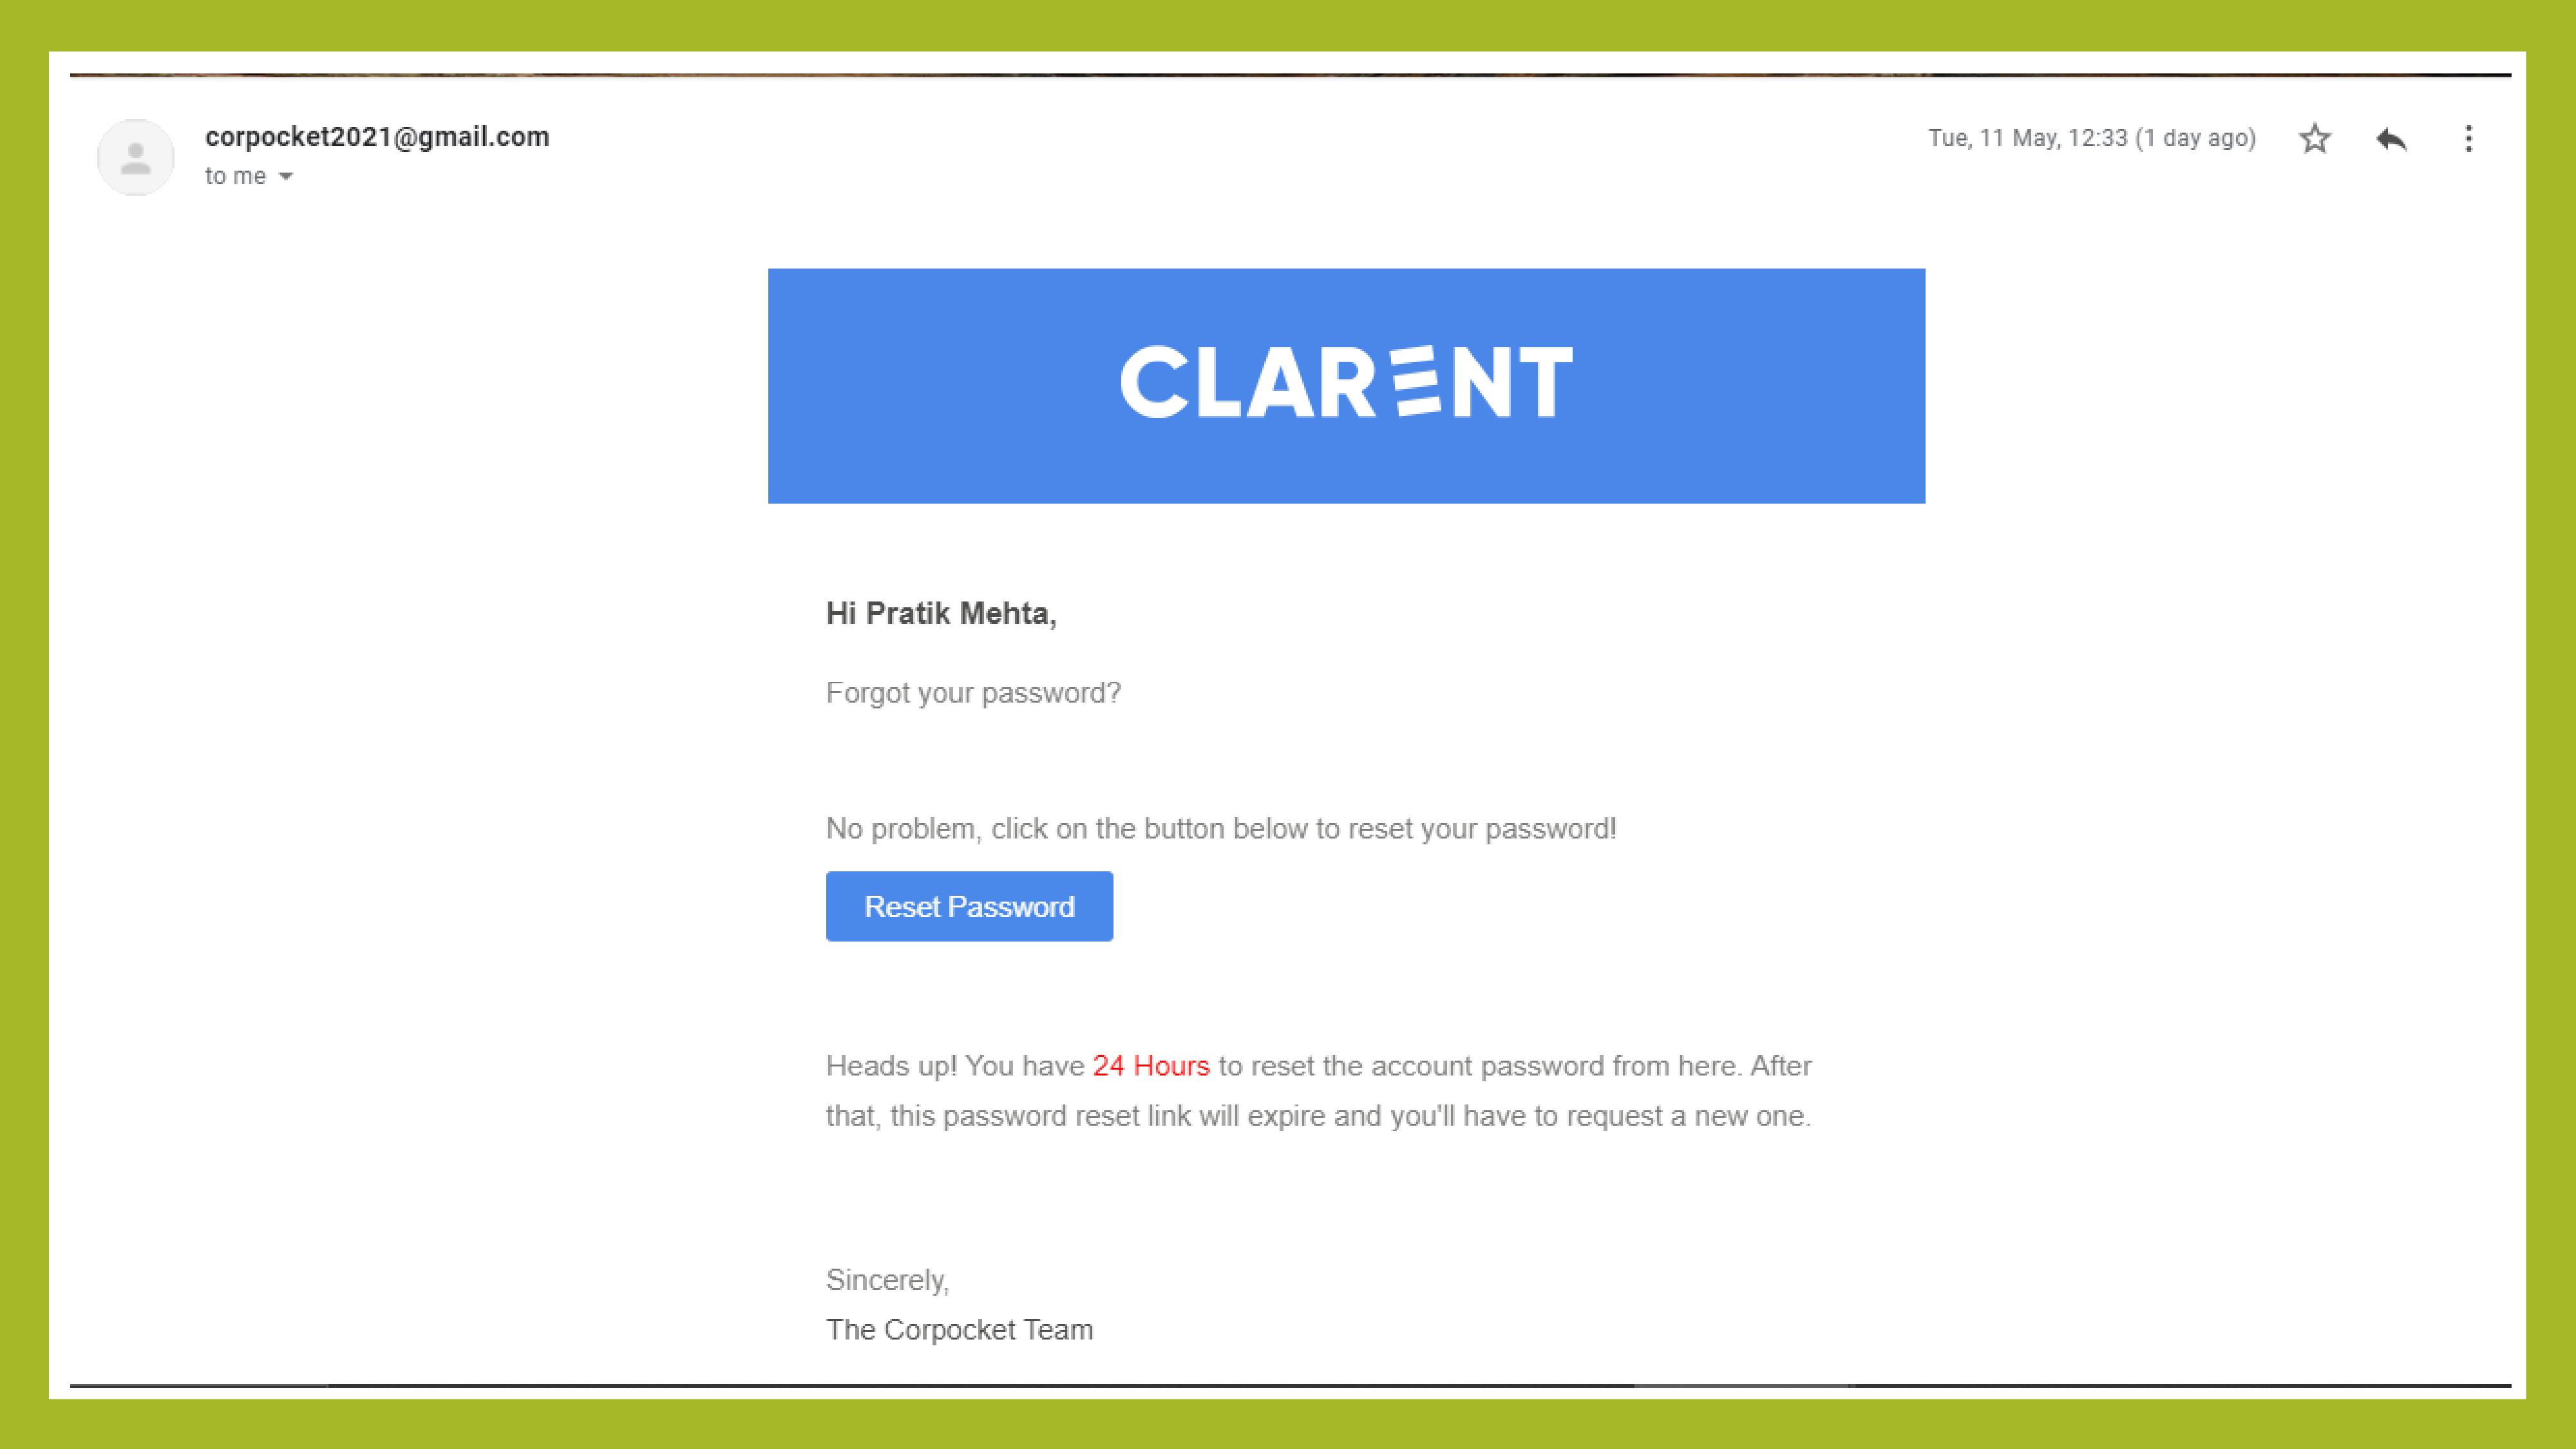 corpocket2021@gmail.com
Tue, 11 May, 12:33 (1 day ago)
to me
CLARENT
Hi Pratik Mehta,
Forgot your password?
No problem, click on the button below to reset your password!
Reset Password
Heads up! You have 24 Hours to reset the account password from here. After
that, this password reset link will expire and you'll have to request a new one.
Sincerely,
The Corpocket Team